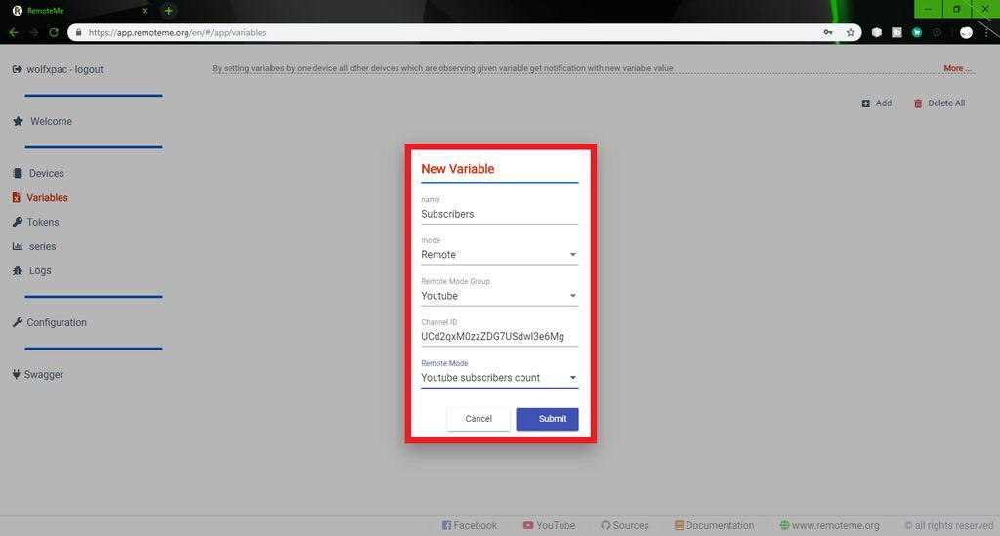 RemoteMe
https://app.remoteme.org/en/#/app/variables
wolfxpac - logout
By setting varialbes by one device all other deivces which are observing given variable get notification with new variable value
More ...
Add
Delete All
Welcome
Devices
Variables
Tokens
series
Logs
Configuration
Swagger
New Variable
name
Subscribers
mode
Remote
Remote Mode Group
Youtube
Channel ID
UCd2qxM0zzZDG7USdwI3e6Mg
Remote Mode
Youtube subscribers count
Cancel
Submit
Facebook
YouTube
Sources
Documentation
www.remoteme.org
© all rights reserved